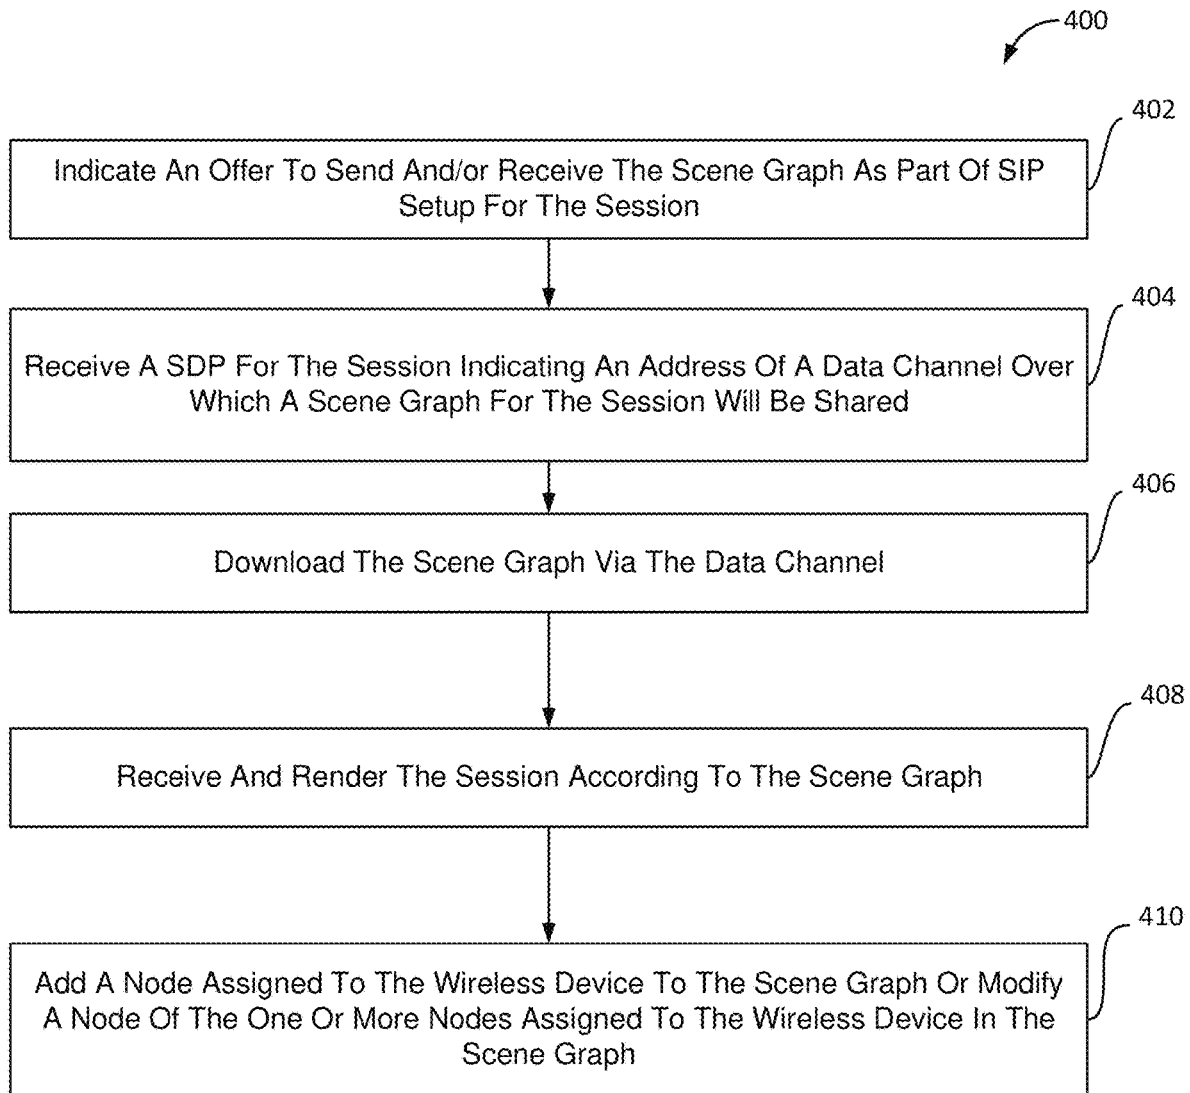 400
402
Indicate An Offer To Send And/or Receive The Scene Graph As Part Of SIP
Setup For The Session
404
Receive A SDP For The Session Indicating An Address Of A Data Channel Over
Which A Scene Graph For The Session Will Be Shared
406
Download The Scene Graph Via The Data Channel
408
Receive And Render The Session According To The Scene Graph
410
Add A Node Assigned To The Wireless Device To The Scene Graph Or Modify
A Node Of The One Or More Nodes Assigned To The Wireless Device In The
Scene Graph